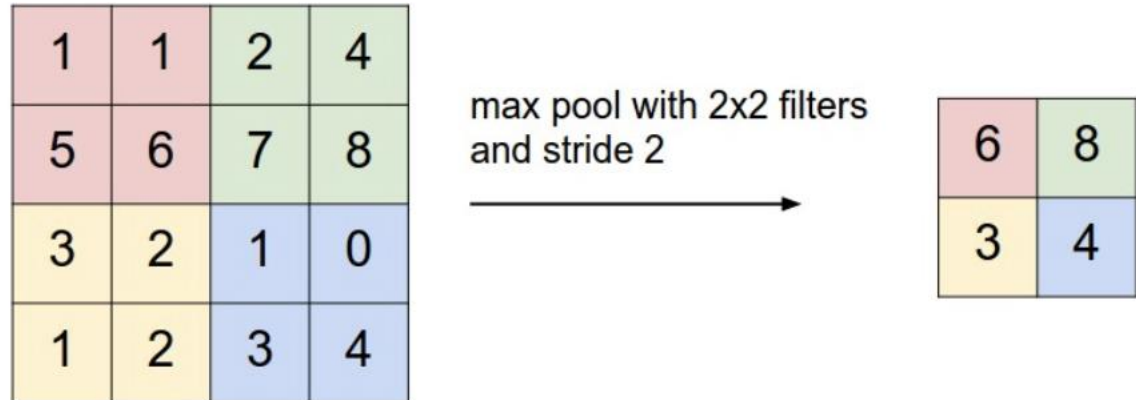 1 1 2 4
5 6 7 8
3 2 1 0
1 2 3 4
max pool with 2x2 filters
and stride 2
6 8
3 4